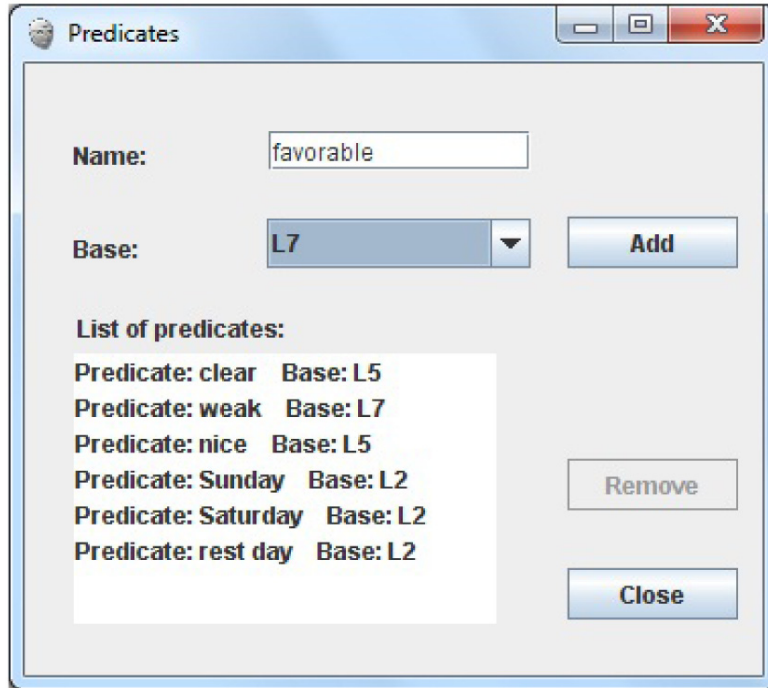 Predicates
Name: favorable
Base: L7 Add
List of predicates:
Predicate: clear Base: L5
Predicate: weak Base: L7
Predicate: nice Base: L5
Predicate: Sunday Base: L2
Predicate: Saturday Base: L2
Predicate: rest day Base: L2
Remove
Close